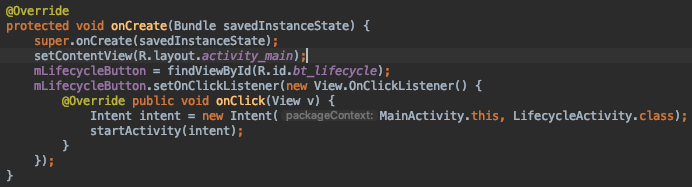 @Override
protected void onCreate(Bundle savedInstanceState) {
    super.onCreate(savedInstanceState);
    setContentView(R.layout.activity_main);
    mLifecycleButton = findViewById(R.id.bt_lifecycle);
    mLifecycleButton.setOnClickListener(new View.OnClickListener() {
        @Override public void onClick(View v) {
            Intent intent = new Intent( packageContext: MainActivity.this, LifecycleActivity.class);
            startActivity(intent);
        }
    });
}